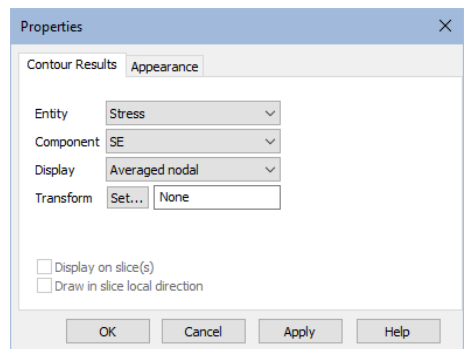 Properties
Contour Results Appearance
Entity Stress
Component SE
Display Averaged nodal
Transform Set... None
Display on slice(s)
Draw in slice local direction
OK Cancel Apply Help